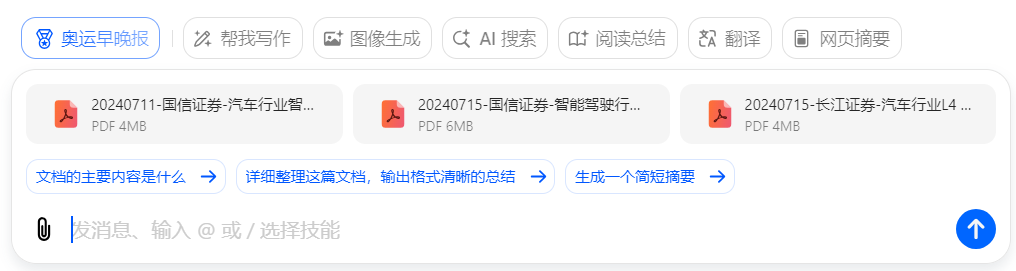 奥运早晚报 帮我写作 图像生成 AI 搜索 阅读总结 翻译 网页摘要
20240711-国信证券-汽车行业智... 20240715-国信证券-智能驾驶行... 20240715-长江证券-汽车行业L4 ...
PDF 4MB PDF 6MB PDF 4MB
文档的主要内容是什么 → 详细整理这篇文档，输出格式清晰的总结 → 生成一个简短摘要 →
发消息、输入 @ 或 / 选择技能